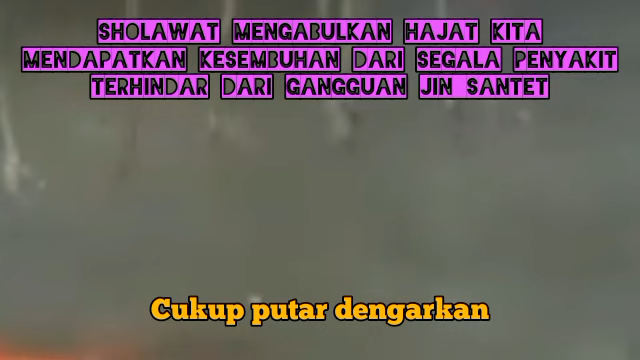 SHOLAWAT MENGABULKAN HAJAT KITA
MENDAPATKAN KESEMBUHAN DARI SEGALA PENYAKIT
TERHINDAR DARI GANGGUAN JIN SANTET
Cukup putar dengarkan